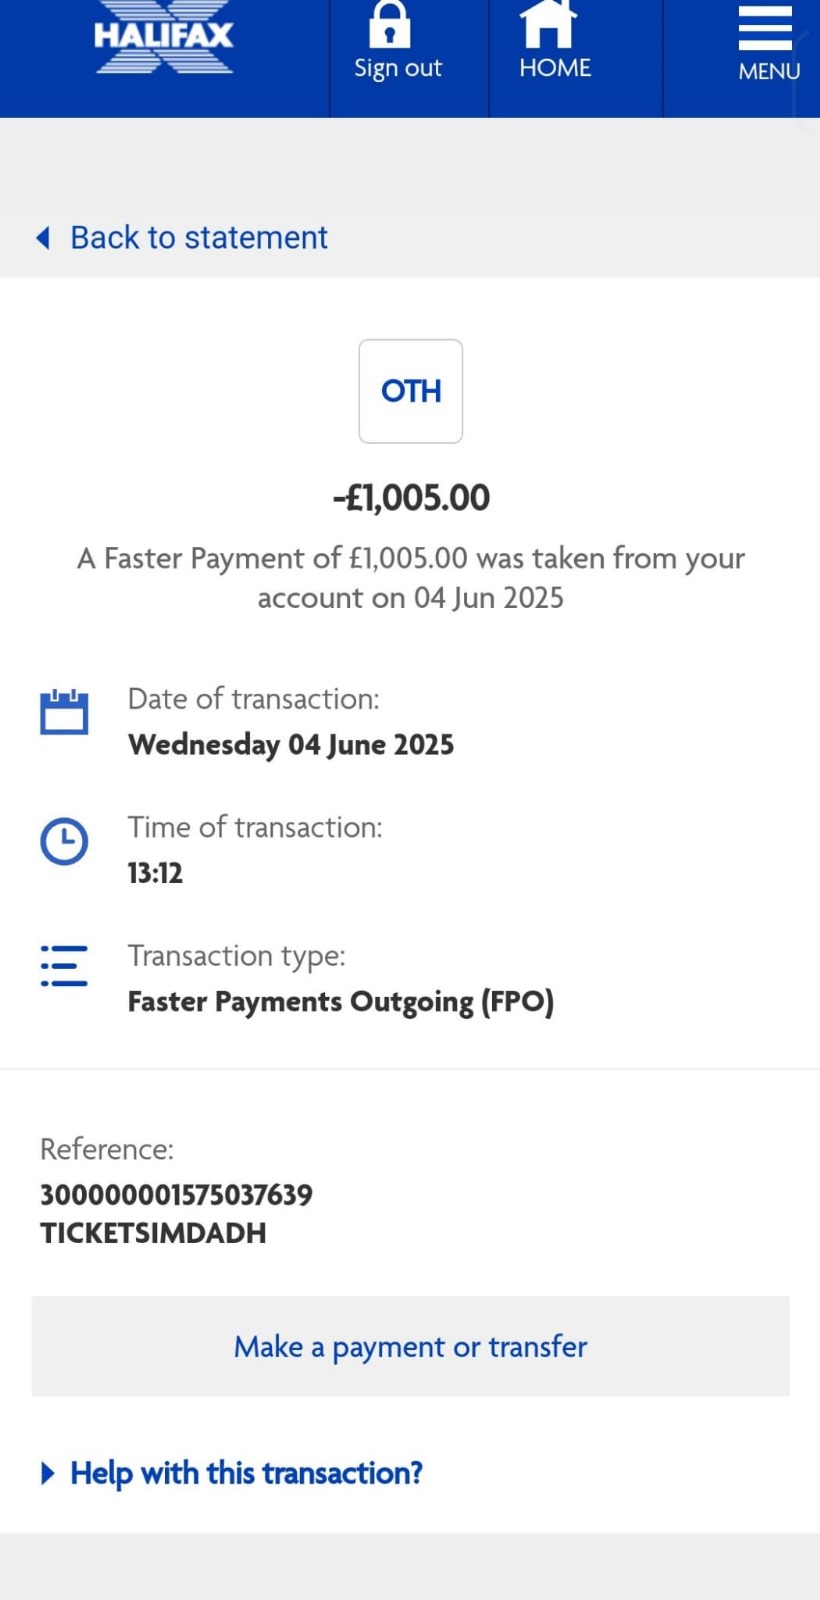 HALIFAX
Sign out
HOME
MENU
Back to statement
OTH
-£1,005.00
A Faster Payment of £1,005.00 was taken from your
account on 04 Jun 2025
Date of transaction:
Wednesday 04 June 2025
Time of transaction:
13:12
Transaction type:
Faster Payments Outgoing (FPO)
Reference:
300000001575037639
TICKETSIMDADH
Make a payment or transfer
Help with this transaction?